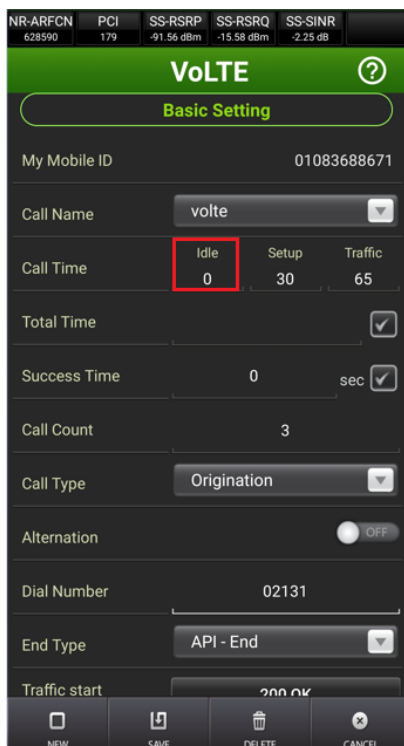 NR-ARFCN PCI SS-RSRP SS-RSRQ SS-SINR
628590 179 -91.56 dBm -15.58 dBm -2.25 dB
VoLTE ?
Basic Setting
My Mobile ID 01083688671
Call Name volte
Idle Setup Traffic
Call Time 0 30 65
Total Time
Success Time 0 sec
Call Count 3
Call Type Origination
Alternation OFF
Dial Number 02131
End Type API - End
Traffic start 200 OK
NEW SAVE DELETE CANCEL